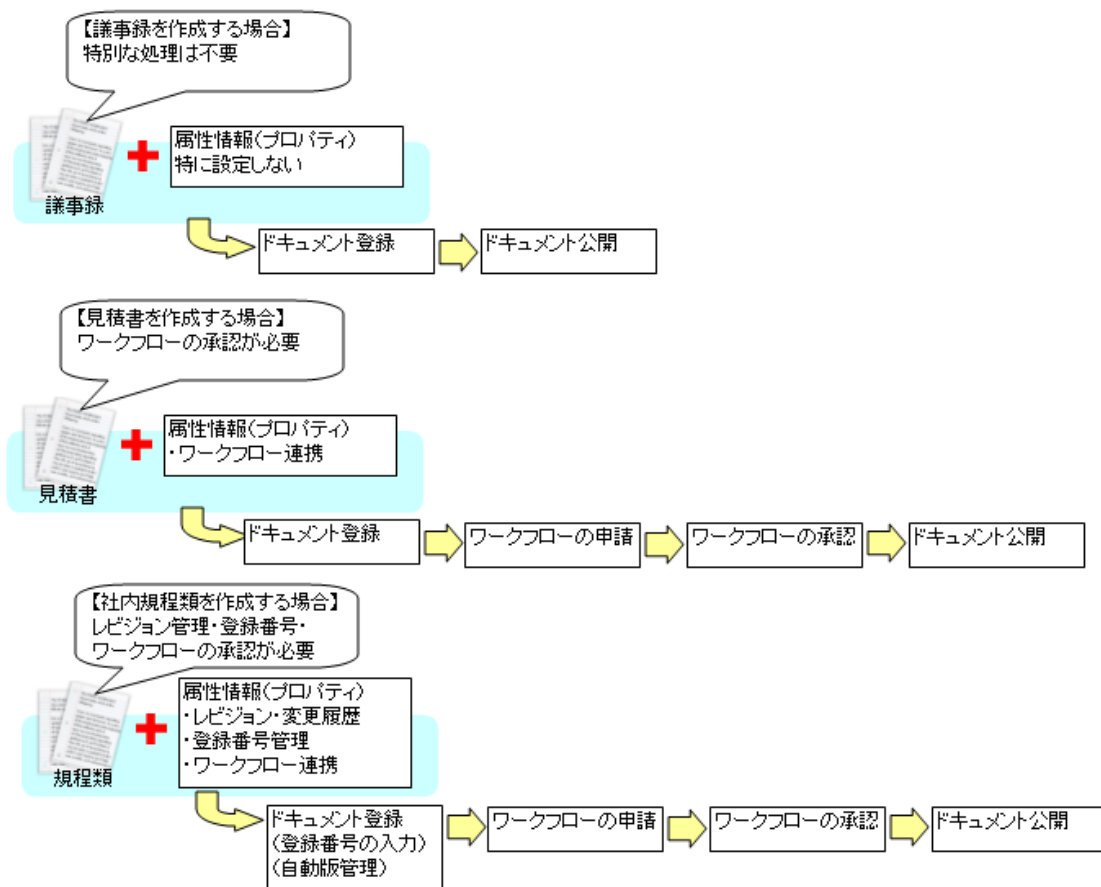 【議事録を作成する場合】
特別な処理は不要
属性情報(プロパティ)
特に設定しない
議事録
ドキュメント登録
ドキュメント公開
【見積書を作成する場合】
ワークフローの承認が必要
属性情報(プロパティ)
・ワークフロー連携
見積書
ドキュメント登録
ワークフローの申請
ワークフローの承認
ドキュメント公開
【社内規程類を作成する場合】
レビジョン管理・登録番号・
ワークフローの承認が必要
属性情報(プロパティ)
・レビジョン・変更履歴
・登録番号管理
・ワークフロー連携
規程類
ドキュメント登録
(登録番号の入力)
(自動版管理)
ワークフローの申請
ワークフローの承認
ドキュメント公開